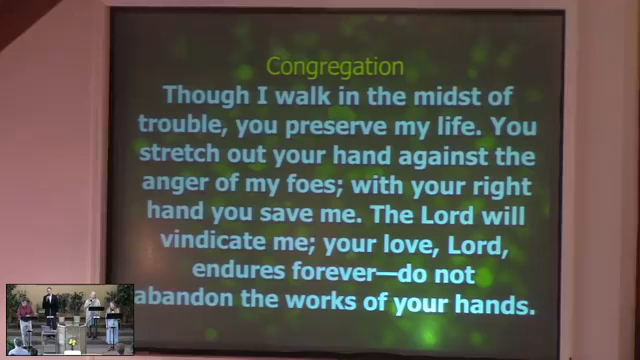 Congregation
Though I walk in the midst of
trouble, you preserve my life. You
stretch out your hand against the
anger of my foes; with your right
hand you save me. The Lord will
vindicate me; your love, Lord,
endures forever—do not
abandon the works of your hands.